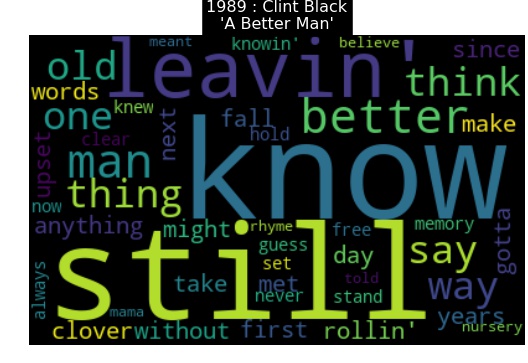 1989 : Clint Black
'A Better Man'
meant knowin' believe
old leavin' since
words think
one knew better make
upset clear next fall hold
man know
now thing
anything might rhyme free memory gotta
still guess day say
always take met set told way
never stand years
mama
clover without first rollin' nursery